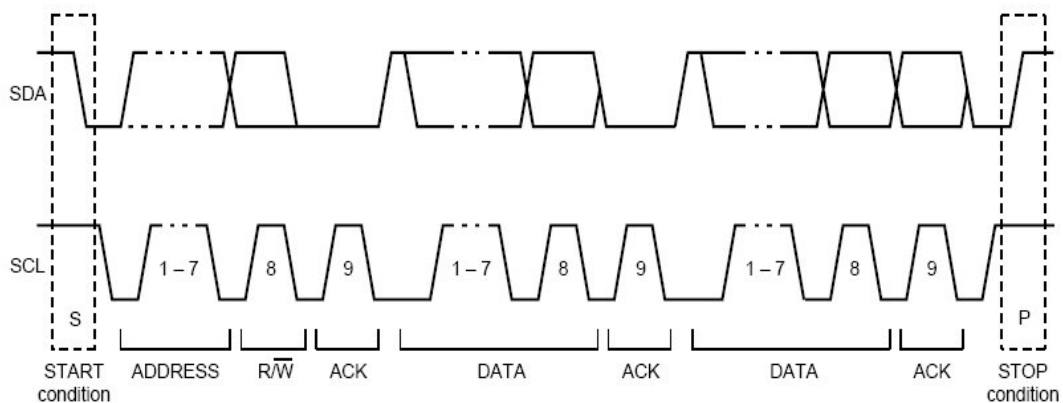 SDA
SCL
1 – 7
8
9
1 – 7
8
9
1 – 7
8
9
S
P
START
condition
ADDRESS
R/W̅
ACK
DATA
ACK
DATA
ACK
STOP
condition